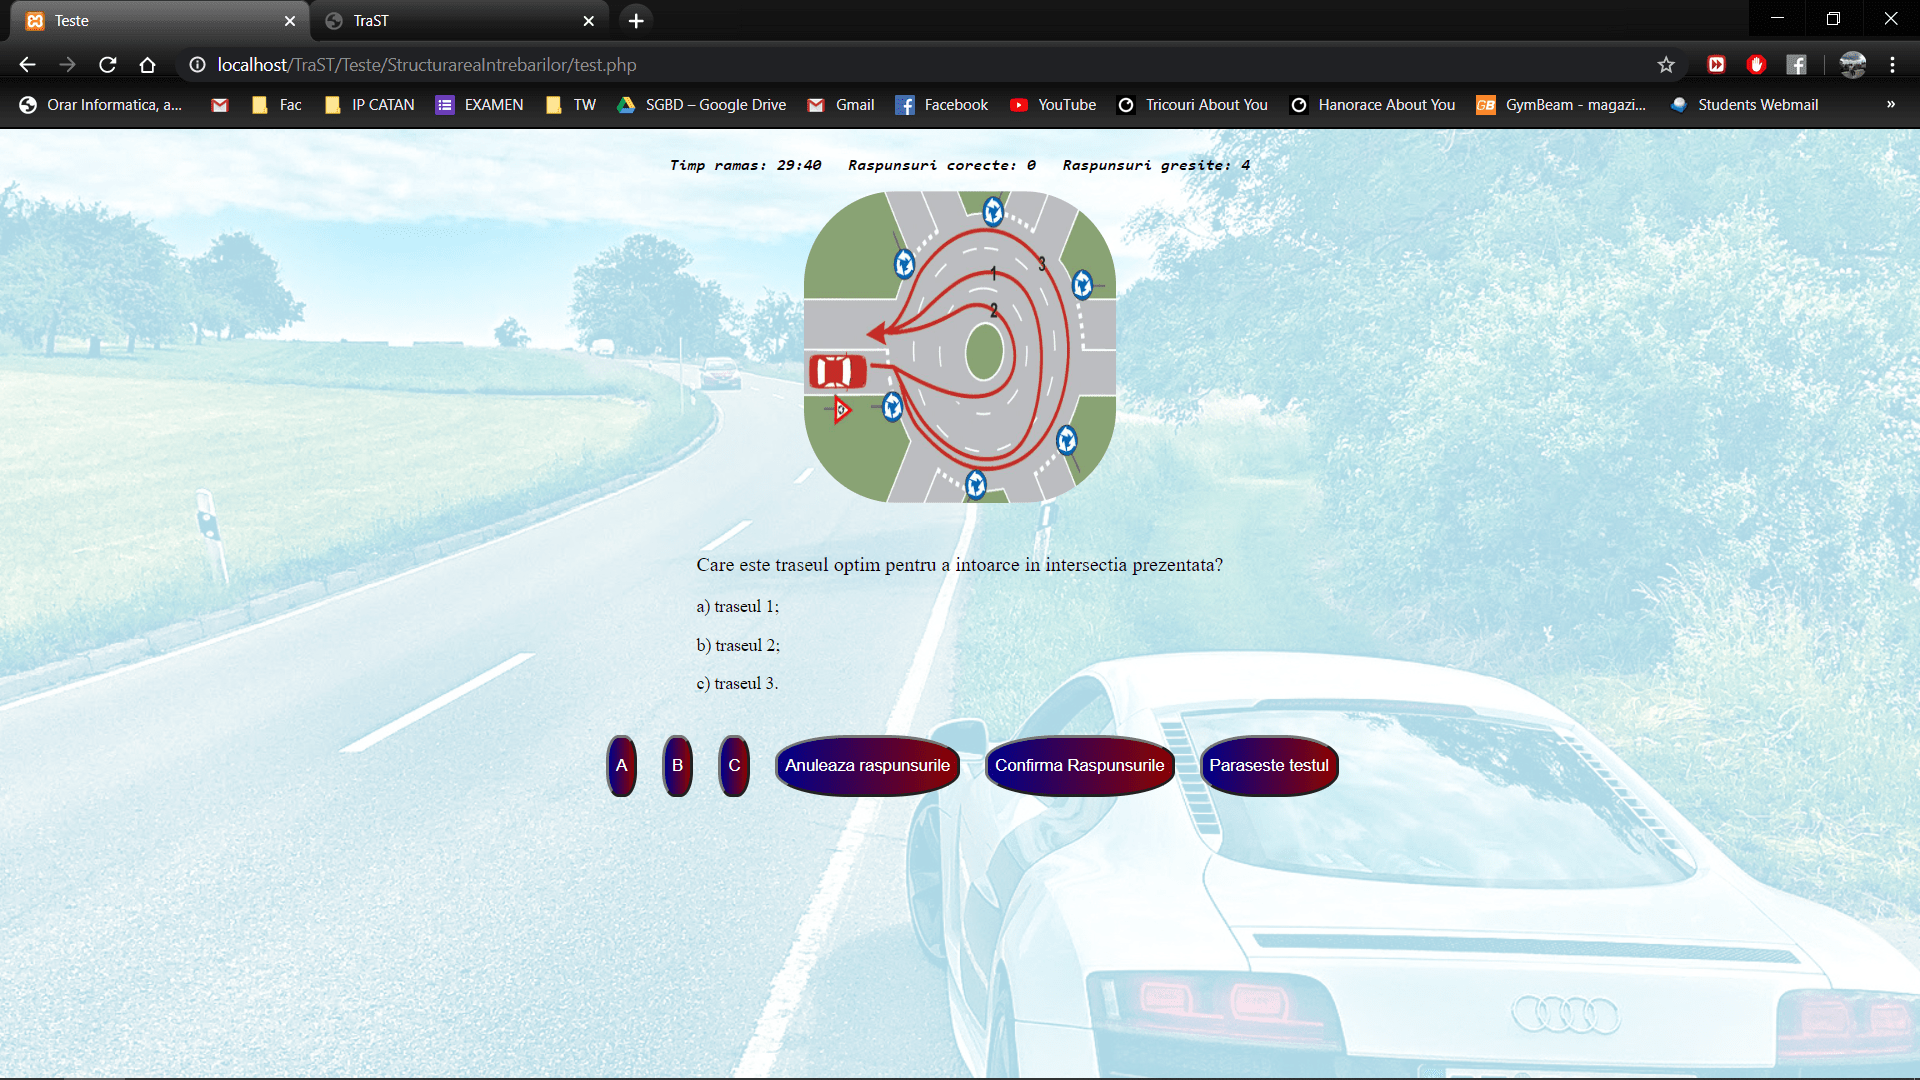 Teste
TraST
localhost/TraST/Teste/StructurareaIntrebarilor/test.php
Orar Informatica, a... Fac IP CATAN EXAMEN TW SGBD – Google Drive Gmail Facebook YouTube Tricouri About You Hanorace About You GB GymBeam - magazi... Students Webmail »
Timp ramas: 29:40 Raspunsuri corecte: 0 Raspunsuri gresite: 4
1
3
2
Care este traseul optim pentru a intoarce in intersectia prezentata?
a) traseul 1;
b) traseul 2;
c) traseul 3.
A B C Anuleaza raspunsurile Confirma Raspunsurile Paraseste testul